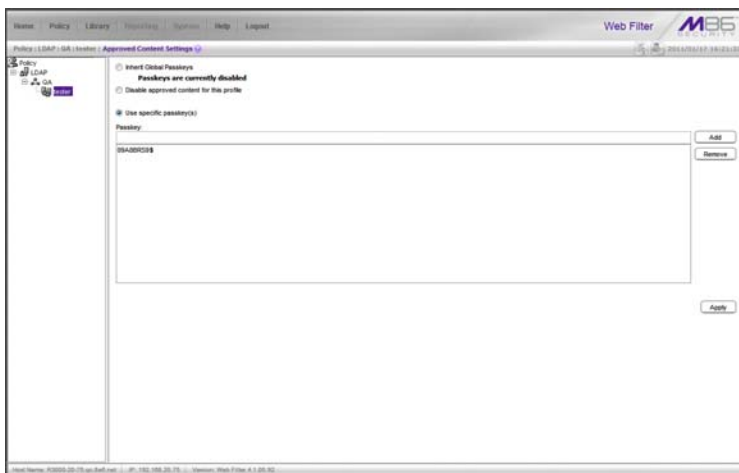 Home Policy Library Reporting System Help Logout Web Filter M86 SECURITY
Policy : LDAP : QA : tester : Approved Content Settings
Policy
LDAP
QA
tester
Inherit Global Passkeys
Passkeys are currently disabled
Disable approved content for this profile
Use specific passkey(s)
Passkey
Add
Remove
Apply